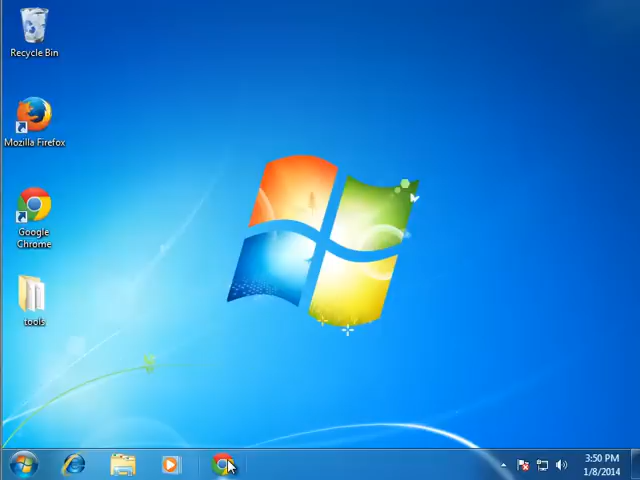 Recycle Bin
Mozilla Firefox
Google
Chrome
tools
3:50 PM
1/8/2014